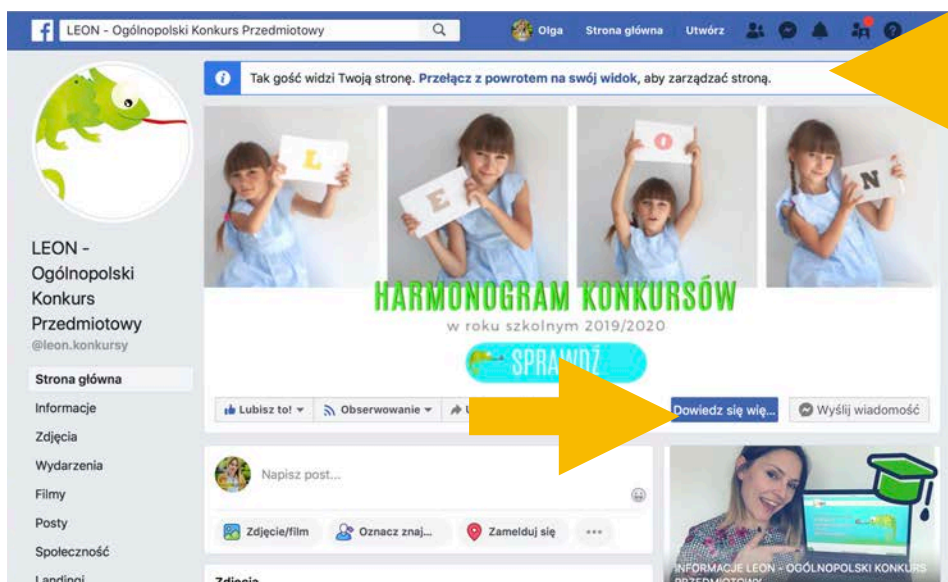 LEON - Ogólnopolski Konkurs Przedmiotowy
Olga
Strona główna
Utwórz
Tak gość widzi Twoją stronę. Przełącz z powrotem na swój widok, aby zarządzać stroną.
L
E
O
N
HARMONOGRAM KONKURSÓW
w roku szkolnym 2019/2020
SPRAWDŹ
LEON -
Ogólnopolski
Konkurs
Przedmiotowy
@leon.konkursy
Strona główna
Informacje
Zdjęcia
Wydarzenia
Filmy
Posty
Społeczność
Landingi
Lubisz to!
Obserwowanie
Dowiedz się wię...
Wyślij wiadomość
Napisz post...
Zdjęcie/film
Oznacz znaj...
Zamelduj się
Zdjęcia
INFORMACJE LEON - OGÓLNOPOLSKI KONKURS
PRZEDMIOTOWY